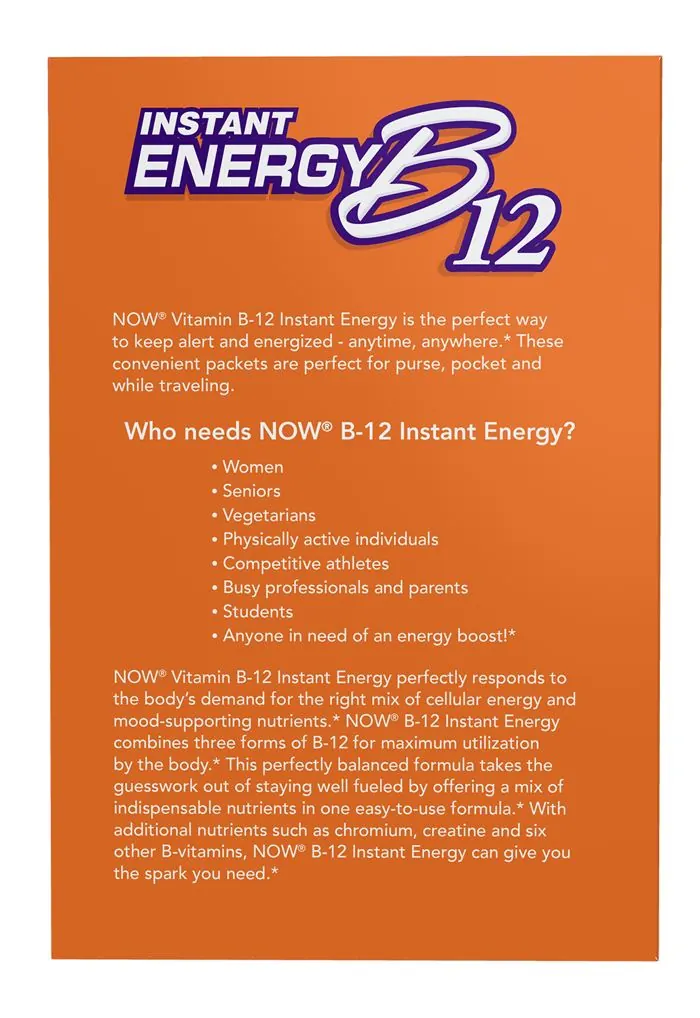 INSTANT
ENERGY B12
NOW® Vitamin B-12 Instant Energy is the perfect way
to keep alert and energized - anytime, anywhere.* These
convenient packets are perfect for purse, pocket and
while traveling.
Who needs NOW® B-12 Instant Energy?
• Women
• Seniors
• Vegetarians
• Physically active individuals
• Competitive athletes
• Busy professionals and parents
• Students
• Anyone in need of an energy boost!*
NOW® Vitamin B-12 Instant Energy perfectly responds to
the body's demand for the right mix of cellular energy and
mood-supporting nutrients.* NOW® B-12 Instant Energy
combines three forms of B-12 for maximum utilization
by the body.* This perfectly balanced formula takes the
guesswork out of staying well fueled by offering a mix of
indispensable nutrients in one easy-to-use formula.* With
additional nutrients such as chromium, creatine and six
other B-vitamins, NOW® B-12 Instant Energy can give you
the spark you need.*